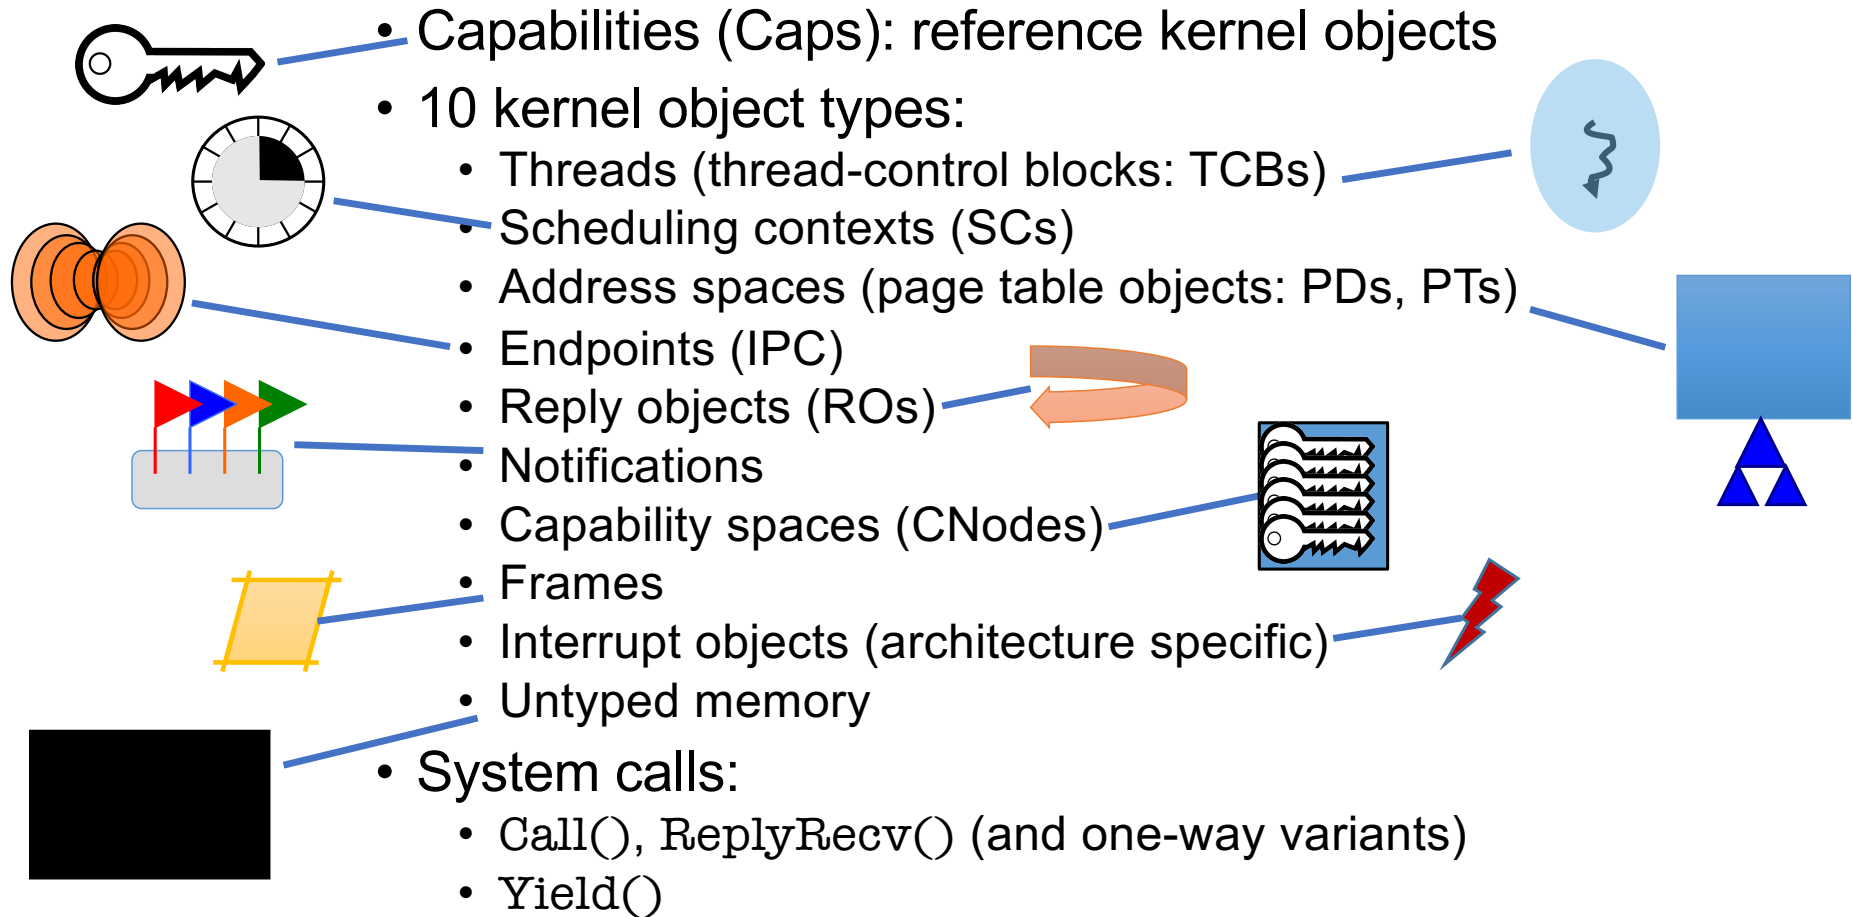 • Capabilities (Caps): reference kernel objects
• 10 kernel object types:
• Threads (thread-control blocks: TCBs)
• Scheduling contexts (SCs)
• Address spaces (page table objects: PDs, PTs)
• Endpoints (IPC)
• Reply objects (ROs)
• Notifications
• Capability spaces (CNodes)
• Frames
• Interrupt objects (architecture specific)
• Untyped memory
• System calls:
• Call(), ReplyRecv() (and one-way variants)
• Yield()